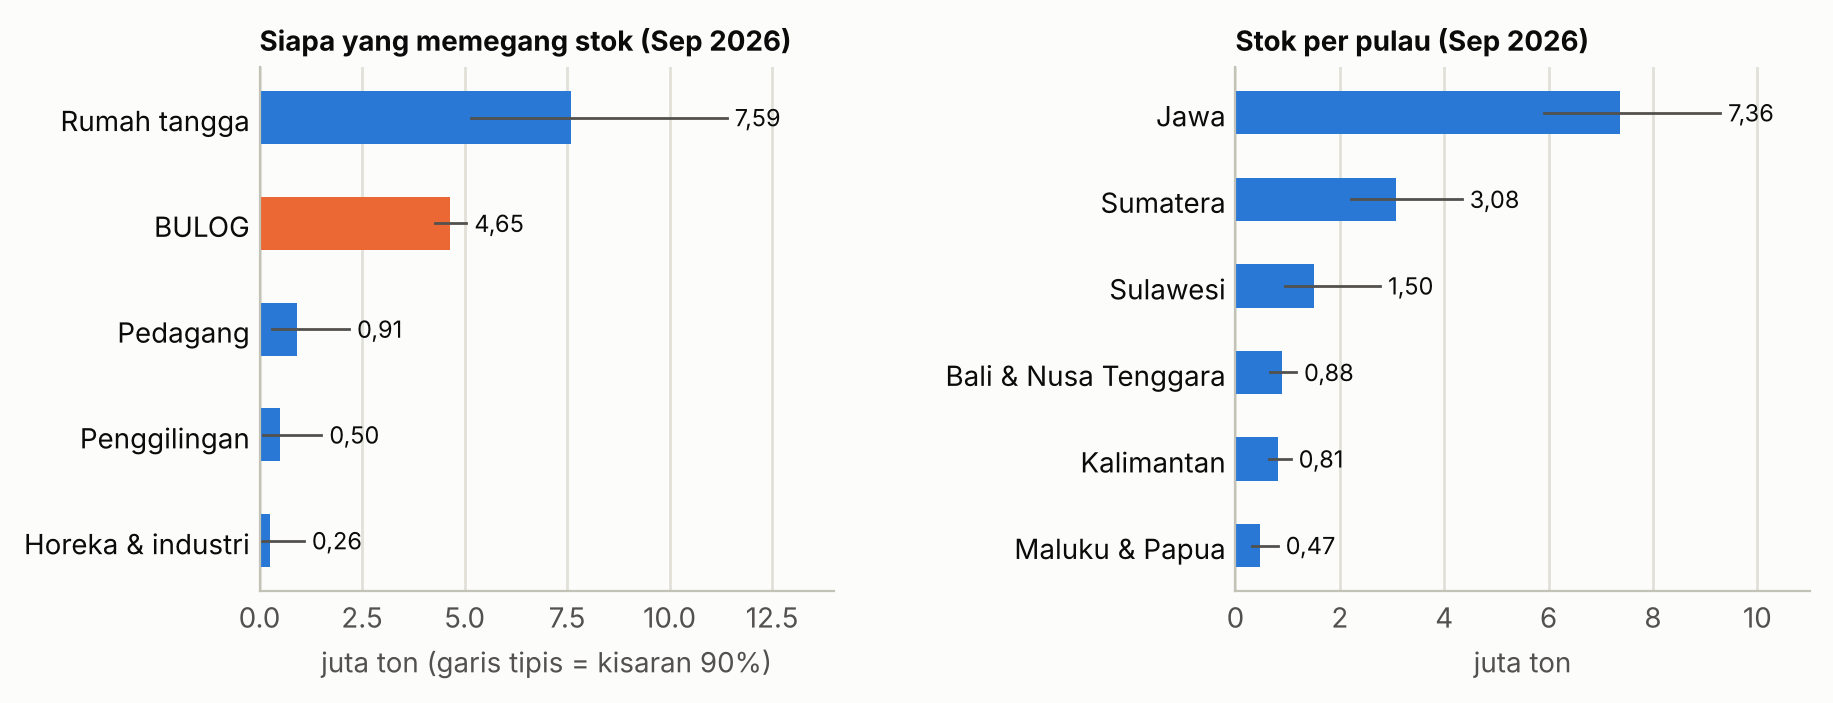 Siapa yang memegang stok (Sep 2026)
Rumah tangga 7,59
BULOG 4,65
Pedagang 0,91
Penggilingan 0,50
Horeka & industri 0,26
0.0 2.5 5.0 7.5 10.0 12.5
juta ton (garis tipis = kisaran 90%)
Stok per pulau (Sep 2026)
Jawa 7,36
Sumatera 3,08
Sulawesi 1,50
Bali & Nusa Tenggara 0,88
Kalimantan 0,81
Maluku & Papua 0,47
0 2 4 6 8 10
juta ton